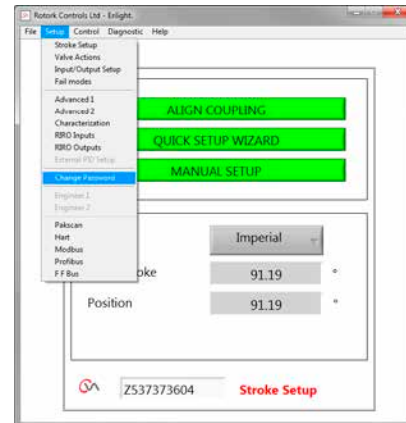 Rotork Controls Ltd - Enlight.
File Setup Control Diagnostic Help
Stroke Setup
Valve Actions
Input/Output Setup
Fail modes
Advanced 1
Advanced 2
Characterization
RIRO Inputs
RIRO Outputs
External PID Setup
Change Password
Engineer 1
Engineer 2
Pakscan
Hart
Modbus
Profibus
F F Bus
ALIGN COUPLING
QUICK SETUP WIZARD
MANUAL SETUP
Imperial
oke 91.19 °
Position 91.19 °
Z537373604 Stroke Setup